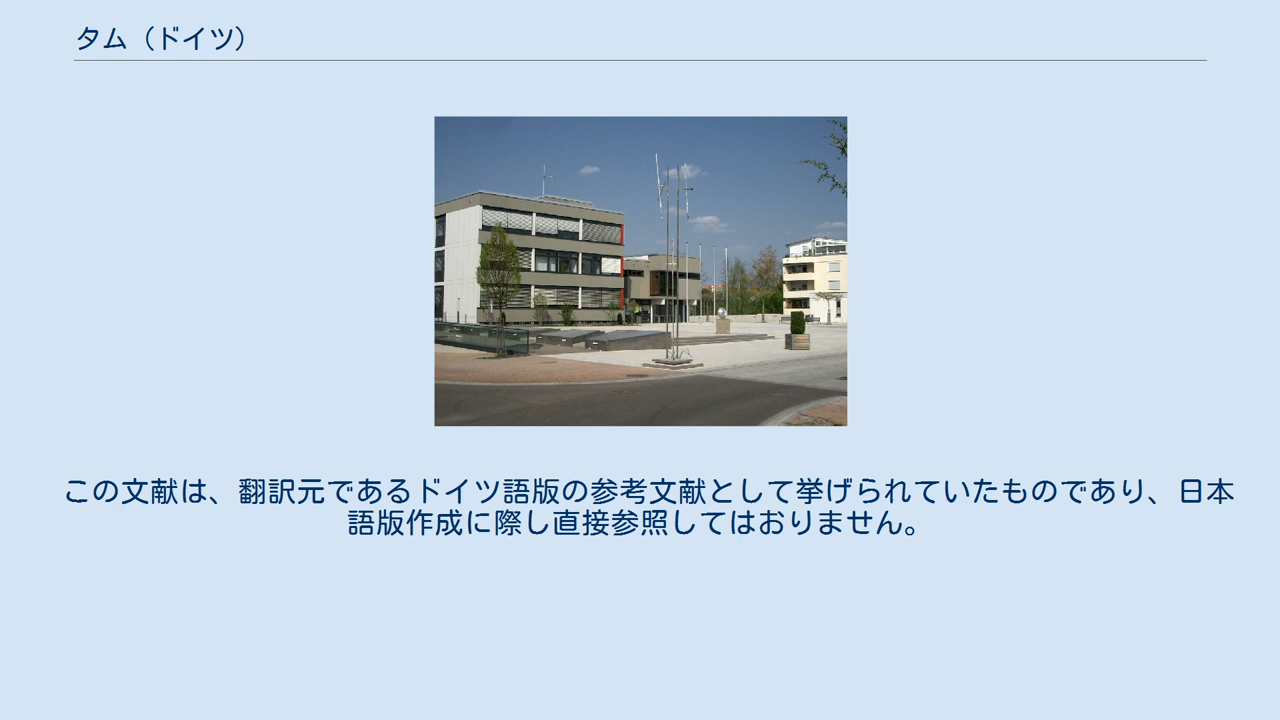 タム（ドイツ）
この文献は、翻訳元であるドイツ語版の参考文献として挙げられていたものであり、日本
語版作成に際し直接参照してはおりません。